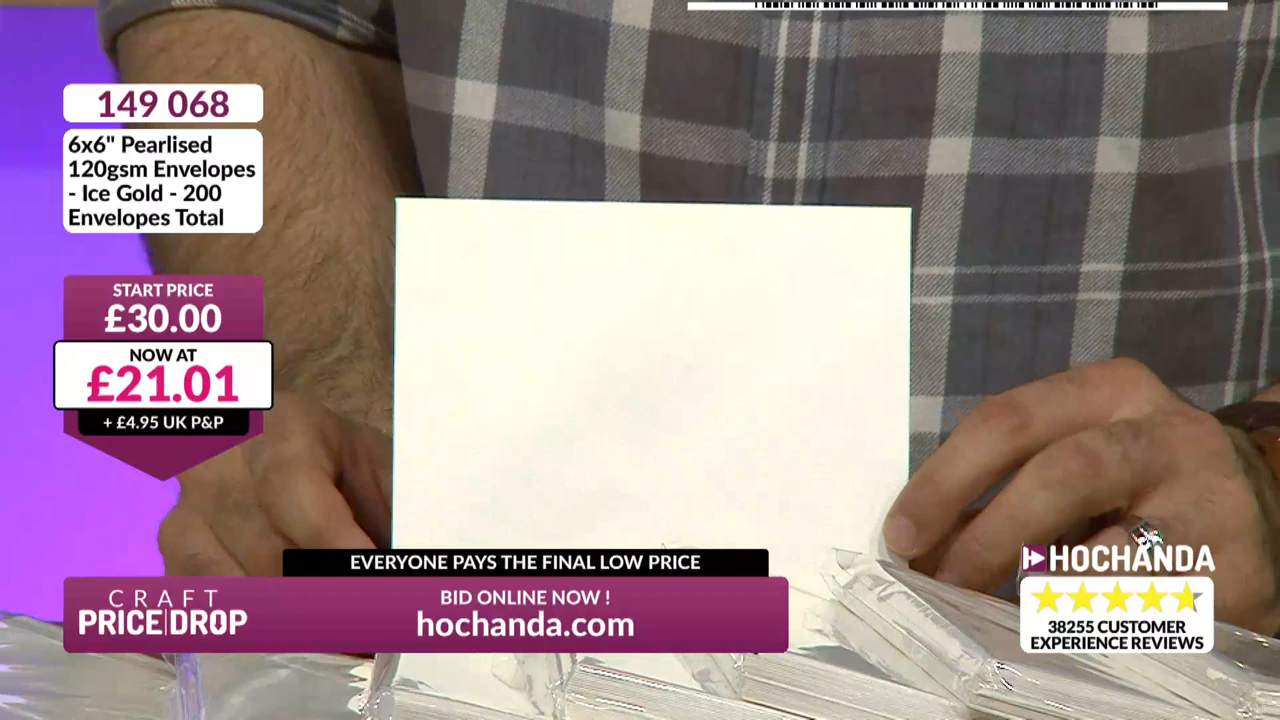 149 068
6x6" Pearlised
120gsm Envelopes
- Ice Gold - 200
Envelopes Total
START PRICE
£30.00
NOW AT
£21.01
+ £4.95 UK P&P
EVERYONE PAYS THE FINAL LOW PRICE
CRAFT
PRICE DROP
BID ONLINE NOW !
hochanda.com
HOCHANDA
38255 CUSTOMER
EXPERIENCE REVIEWS